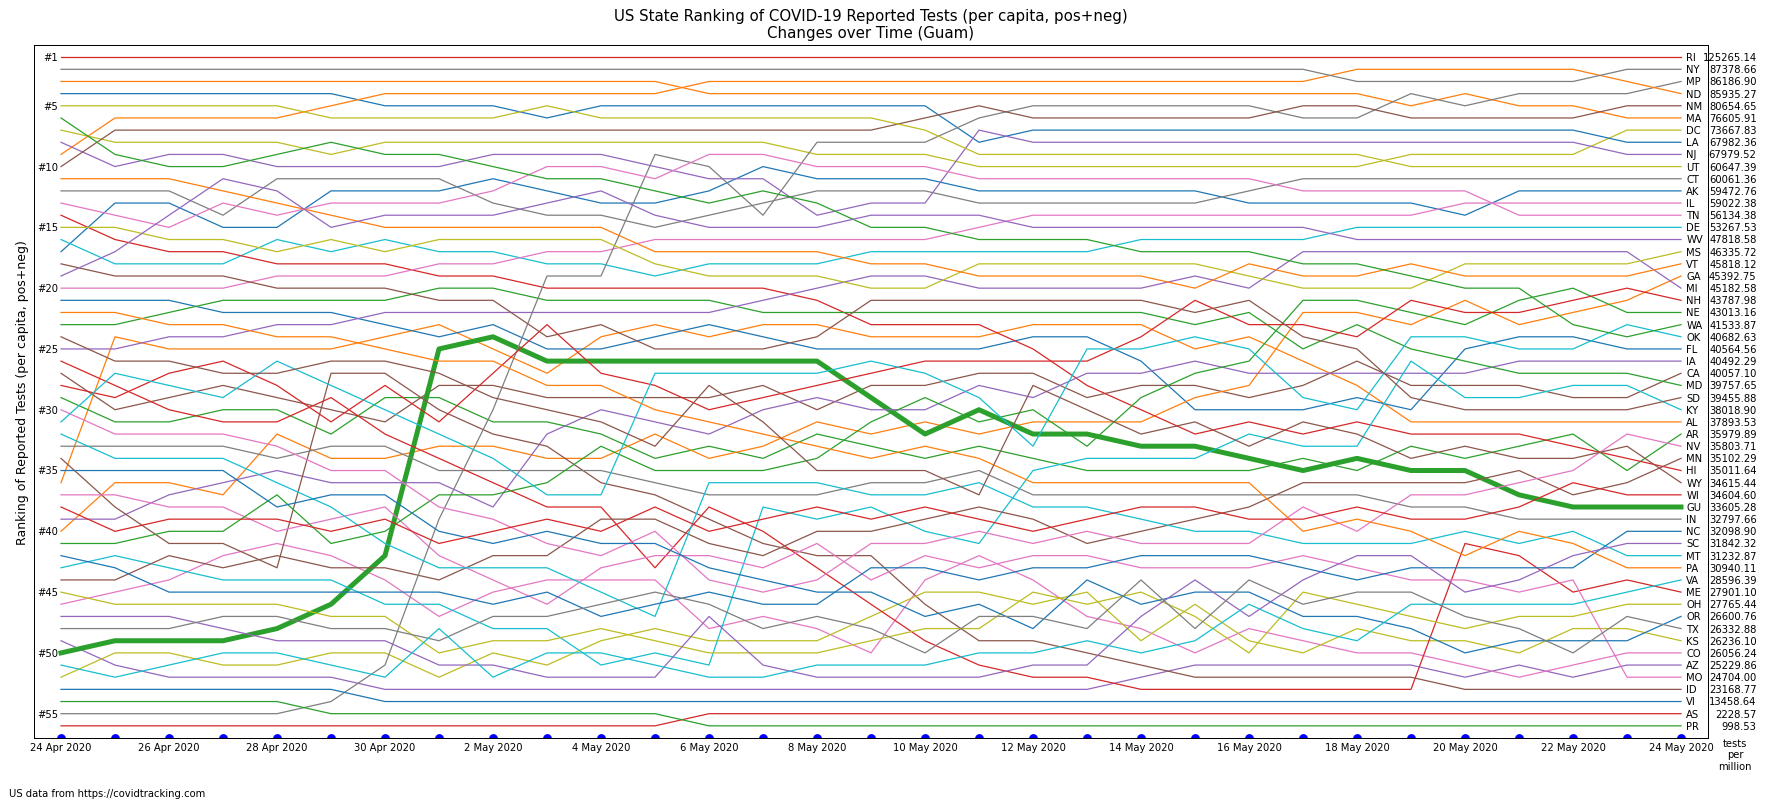 US State Ranking of COVID-19 Reported Tests (per capita, pos+neg)
Changes over Time (Guam)
Ranking of Reported Tests (per capita, pos+neg)
#1
#5
#10
#15
#20
#25
#30
#35
#40
#45
#50
#55
RI 125265.14
NY 87378.66
MP 86186.90
ND 85935.27
NM 80654.65
MA 76605.91
DC 73667.83
LA 67982.36
NJ 67979.52
UT 60647.39
CT 60061.36
AK 59472.76
IL 59022.38
TN 56134.38
DE 53267.53
WV 47818.58
MS 46335.72
VT 45818.12
GA 45392.75
MI 45182.58
NH 43787.98
NE 43013.16
WA 41533.87
OK 40682.63
FL 40564.56
IA 40492.29
CA 40057.10
MD 39757.65
SD 39455.88
KY 38018.90
AL 37893.53
AR 35979.89
NV 35803.71
MN 35102.29
HI 35011.64
WY 34615.44
WI 34604.60
GU 33605.28
IN 32797.66
NC 32098.90
SC 31842.32
MT 31232.87
PA 30940.11
VA 28596.39
ME 27901.10
OH 27765.44
OR 26600.76
TX 26332.88
KS 26236.10
CO 26056.24
AZ 25229.86
MO 24704.00
ID 23168.77
VI 13458.64
AS 2228.57
PR 998.53
24 Apr 2020 26 Apr 2020 28 Apr 2020 30 Apr 2020 2 May 2020 4 May 2020 6 May 2020 8 May 2020 10 May 2020 12 May 2020 14 May 2020 16 May 2020 18 May 2020 20 May 2020 22 May 2020 24 May 2020
tests
per
million
US data from https://covidtracking.com